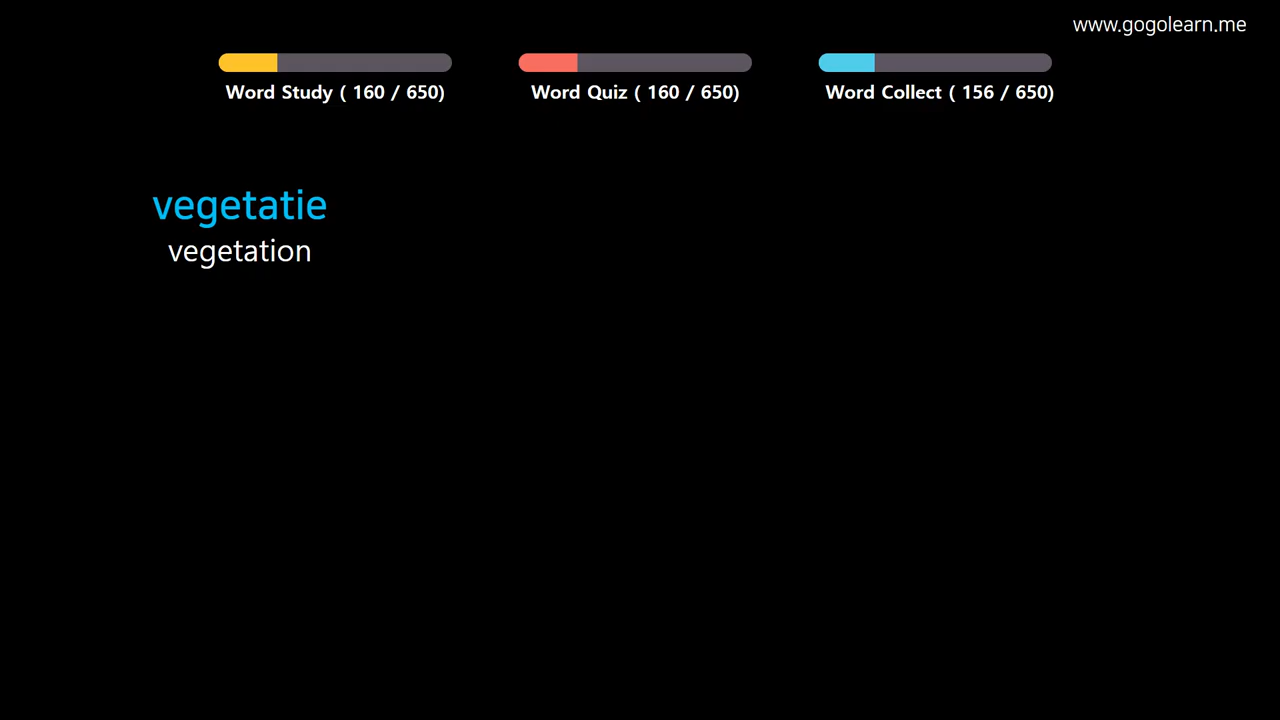 www.gogolearn.me
Word Study ( 160 / 650)
Word Quiz ( 160 / 650)
Word Collect ( 156 / 650)
vegetatie
vegetation